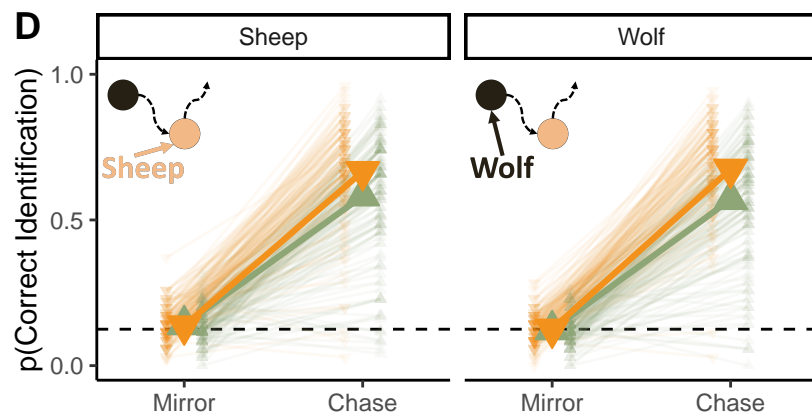 D
Sheep
Wolf
p(Correct Identification)
1.0
0.5
0.0
Sheep
Wolf
Mirror
Chase
Mirror
Chase